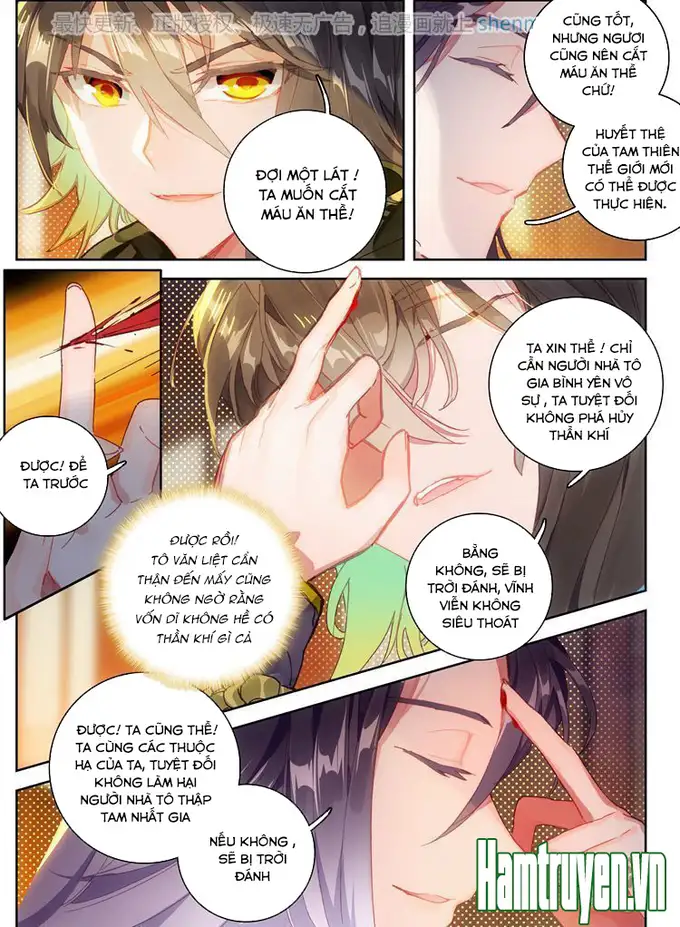 最快更新、正版授权、极速无广告，追漫画就上 shenm
ĐỢI MỘT LÁT !
TA MUỐN CẮT
MÁU ĂN THỀ!
CŨNG TỐT,
NHƯNG NGƯƠI
CŨNG NÊN CẮT
MÁU ĂN THỀ
CHỨ!
HUYẾT THỆ
CỦA TAM THIÊN
THẾ GIỚI MỚI
CÓ THỂ ĐƯỢC
THỰC HIỆN.
ĐƯỢC! ĐỂ
TA TRƯỚC
TA XIN THỀ ! CHỈ
CẦN NGƯỜI NHÀ TÔ
GIA BÌNH YÊN VÔ
SỰ , TA TUYỆT ĐỐI
KHÔNG PHÁ HỦY
THẦN KHÍ
ĐƯỢC RỒI!
TÔ VĂN LIỆT CẨN
THẬN ĐẾN MẤY CŨNG
KHÔNG NGỜ RẰNG
VỐN DĨ KHÔNG HỀ CÓ
THẦN KHÍ GÌ CẢ
BẰNG
KHÔNG, SẼ BỊ
TRỜI ĐÁNH, VĨNH
VIỄN KHÔNG
SIÊU THOÁT
ĐƯỢC! TA CŨNG THỀ!
TA CÙNG CÁC THUỘC
HẠ CỦA TA, TUYỆT ĐỐI
KHÔNG LÀM HẠI
NGƯỜI NHÀ TÔ THẬP
TAM NHẤT GIA
NẾU KHÔNG ,
SẼ BỊ TRỜI
ĐÁNH
Hamtruyen.vn